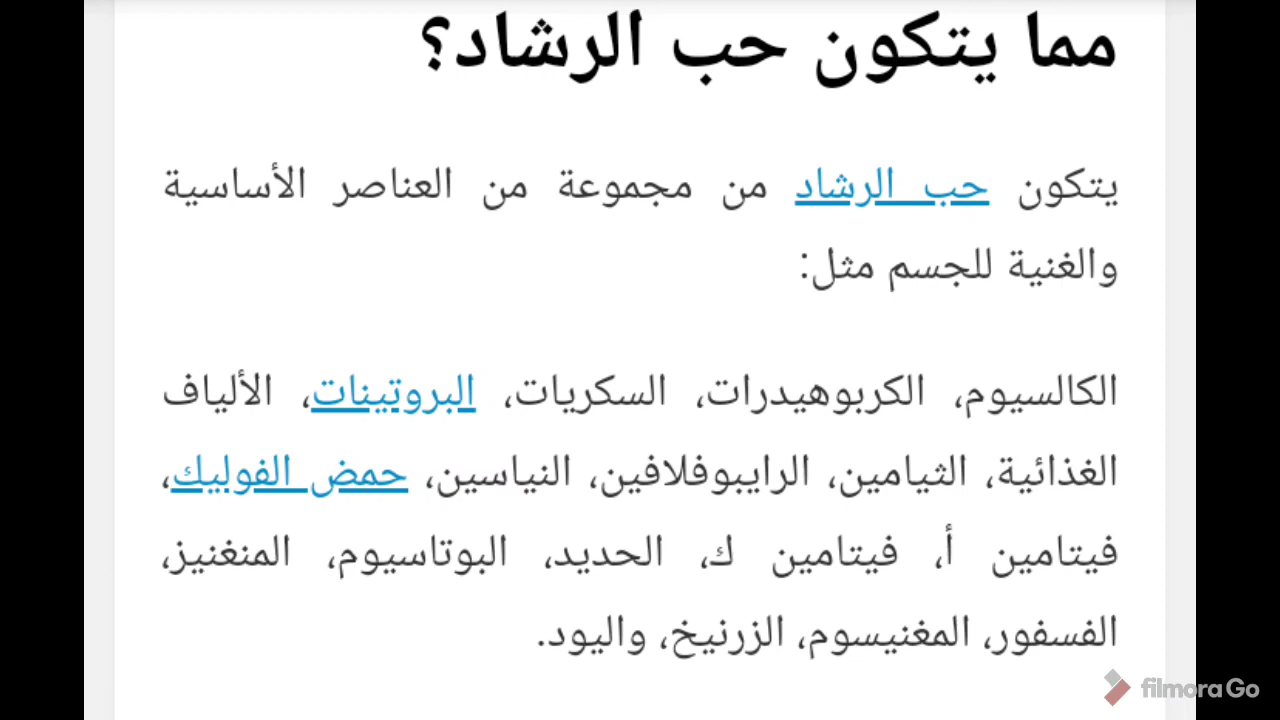 مما يتكون حب الرشاد؟
يتكون حب الرشاد من مجموعة من العناصر الأساسية
والغنية للجسم مثل:
الكالسيوم، الكربوهيدرات، السكريات، البروتينات، الألياف
الغذائية، الثيامين، الرايبوفلافين، النياسين، حمض الفوليك،
فيتامين أ، فيتامين ك، الحديد، البوتاسيوم، المنغنيز،
الفسفور، المغنيسوم، الزرنيخ، واليود.
filmoraGo